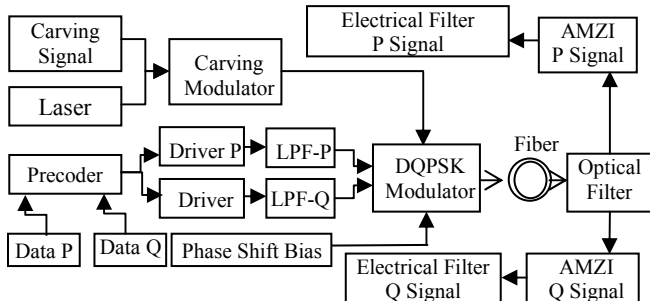 Electrical Filter
P Signal
AMZI
P Signal
Carving
Signal
Carving
Modulator
Laser
Fiber
Driver P
LPF-P
DQPSK
Modulator
Optical
Filter
Precoder
Driver
LPF-Q
Data P
Data Q
Phase Shift Bias
Electrical Filter
Q Signal
AMZI
Q Signal